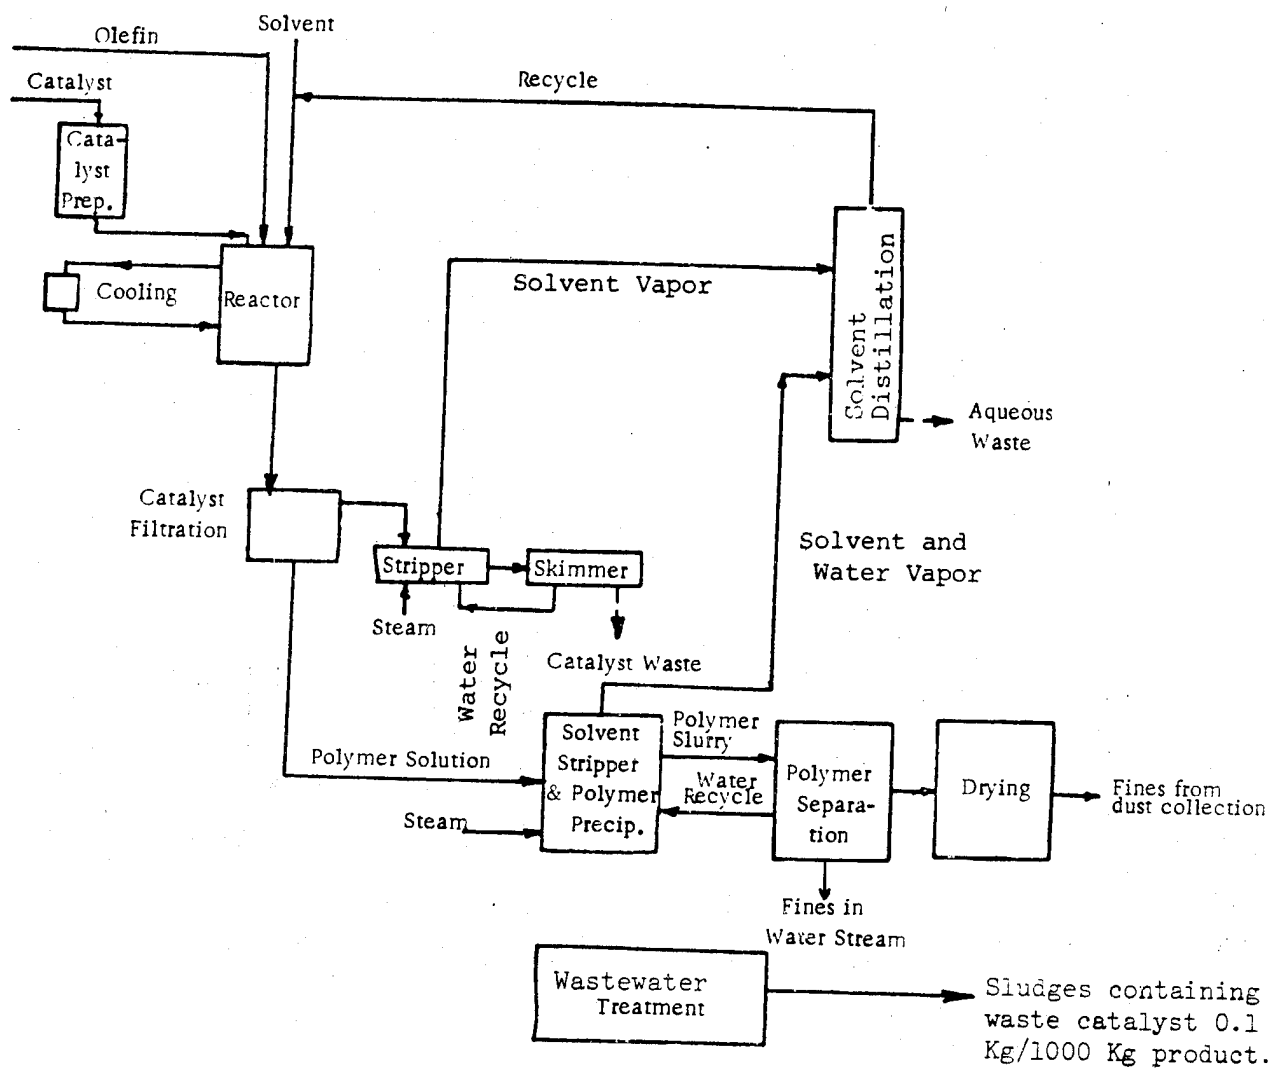 Solvent
Olefin
Catalyst
Recycle
Cata-
lyst
Prep.
Cooling
Reactor
Solvent Vapor
Solvent
Distillation
Aqueous
Waste
Catalyst
Filtration
Stripper
Skimmer
Steam
Water
Recycle
Catalyst Waste
Solvent and
Water Vapor
Polymer Solution
Steam
Solvent
Stripper
& Polymer
Precip.
Polymer
Slurry
Water
Recycle
Polymer
Separa-
tion
Drying
Fines from
dust collection
Fines in
Water Stream
Wastewater
Treatment
Sludges containing
waste catalyst 0.1
Kg/1000 Kg product.